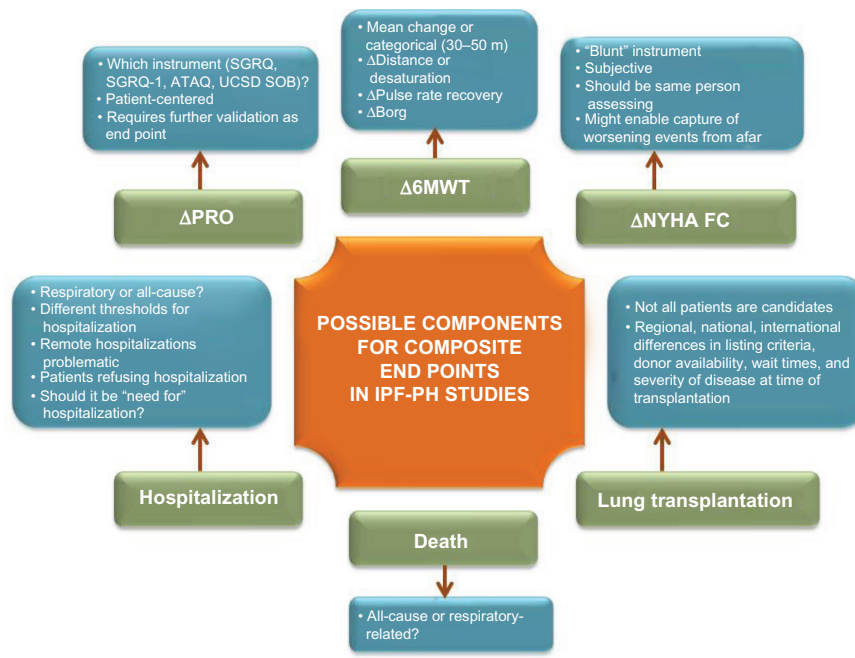 • Which instrument (SGRQ,
SGRQ-1, ATAQ, UCSD SOB)?
• Patient-centered
• Requires further validation as
end point
ΔPRO
• Mean change or
categorical (30–50 m)
• ΔDistance or
desaturation
• ΔPulse rate recovery
• ΔBorg
Δ6MWT
• “Blunt” instrument
• Subjective
• Should be same person
assessing
• Might enable capture of
worsening events from afar
ΔNYHA FC
• Respiratory or all-cause?
• Different thresholds for
hospitalization
• Remote hospitalizations
problematic
• Patients refusing hospitalization
• Should it be “need for”
hospitalization?
Hospitalization
POSSIBLE COMPONENTS
FOR COMPOSITE
END POINTS
IN IPF-PH STUDIES
• Not all patients are candidates
• Regional, national, international
differences in listing criteria,
donor availability, wait times, and
severity of disease at time of
transplantation
Lung transplantation
Death
• All-cause or respiratory-
related?